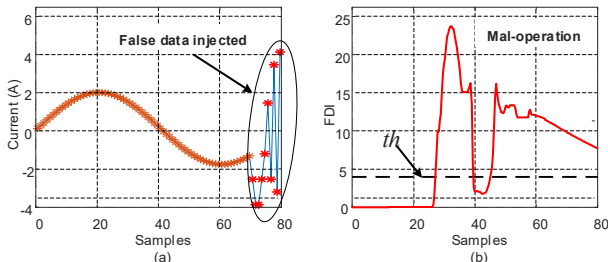 6
4
2
0
-2
-4
0
20
40
60
80
Current (A)
False data injected
Samples
(a)
25
20
15
10
5
0
0
20
40
60
80
FDI
Mal-operation
th
Samples
(b)